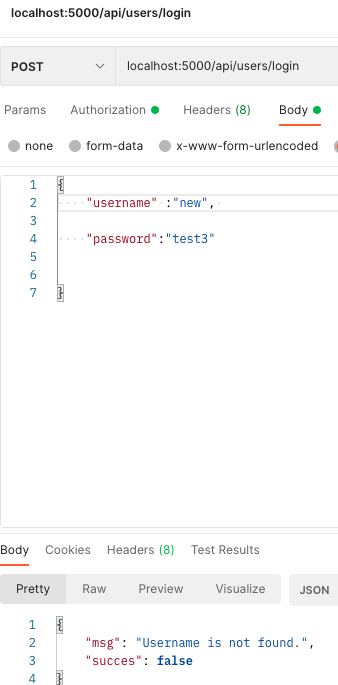 localhost:5000/api/users/login
POST localhost:5000/api/users/login
Params Authorization Headers (8) Body
none form-data x-www-form-urlencoded
1 {
2 "username" :"new",
3
4 "password":"test3"
5
6
7 }
Body Cookies Headers (8) Test Results
Pretty Raw Preview Visualize JSON
1 {
2 "msg": "Username is not found.",
3 "succes": false
4 }